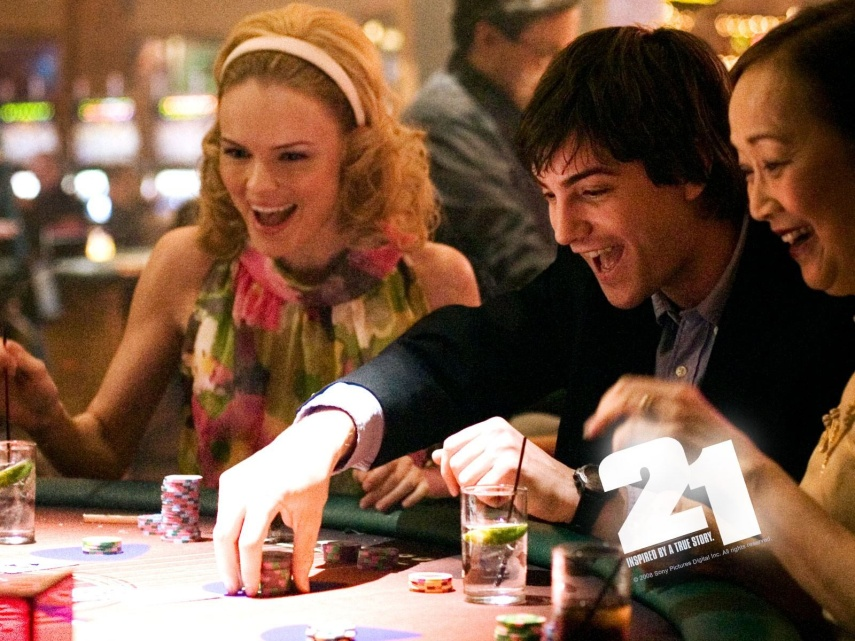 21
INSPIRED BY A TRUE STORY.
© 2008 Sony Pictures Digital Inc. All rights reserved.